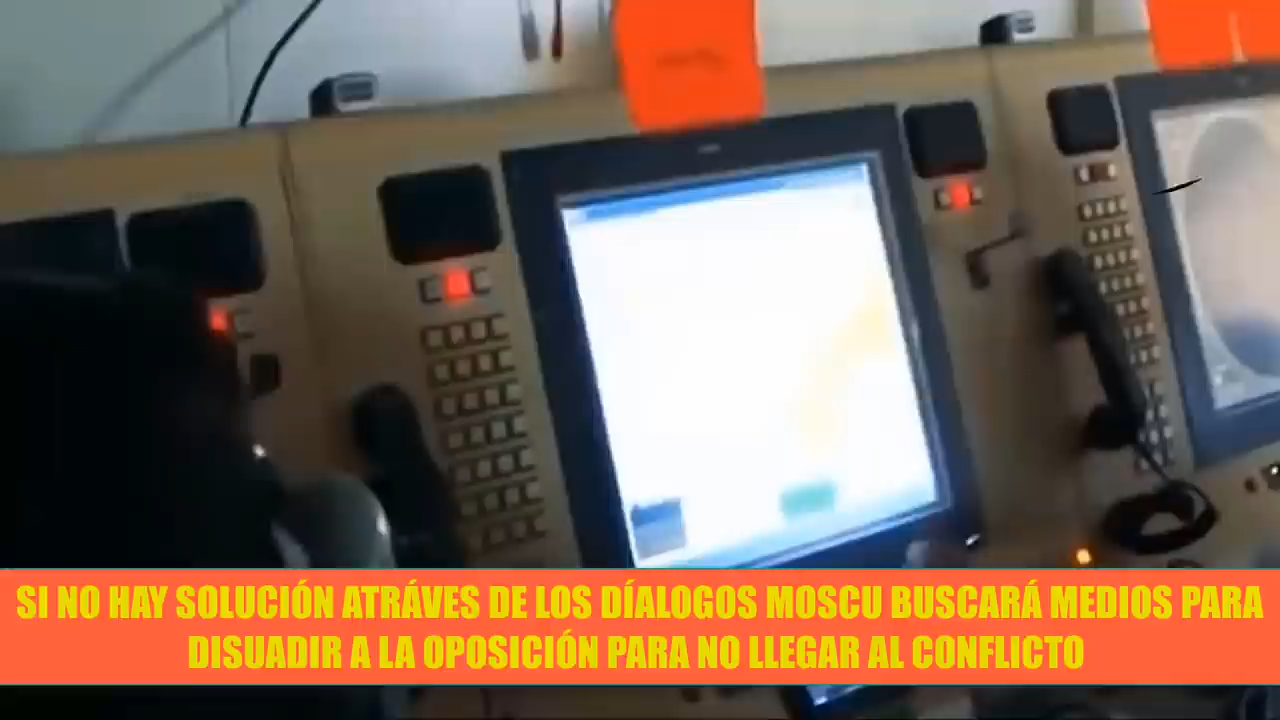 SI NO HAY SOLUCIÓN ATRÁVES DE LOS DÍALOGOS MOSCU BUSCARÁ MEDIOS PARA
DISUADIR A LA OPOSICIÓN PARA NO LLEGAR AL CONFLICTO